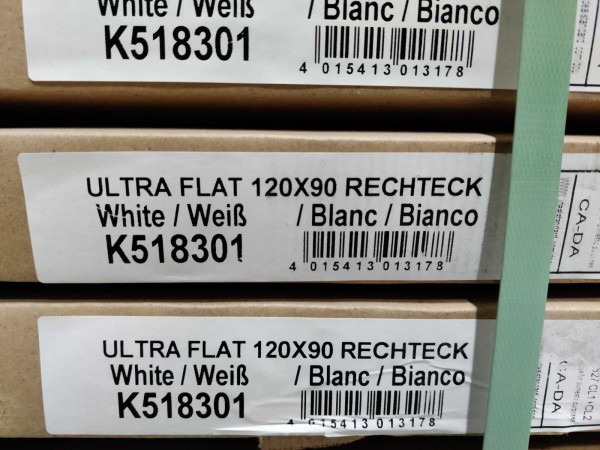 White / Weiß / Blanc / Bianco
K518301
4 015413 013178
ULTRA FLAT 120X90 RECHTECK
White / Weiß / Blanc / Bianco
K518301
4 015413 013178
CA-DA
ULTRA FLAT 120X90 RECHTECK
White / Weiß / Blanc / Bianco
K518301
4 015413 013178
CA-DA